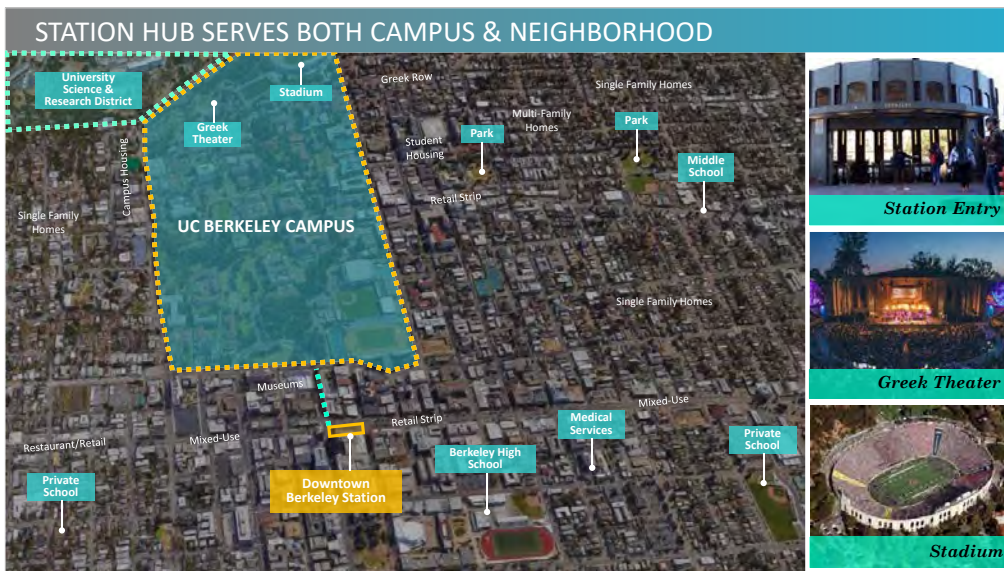 STATION HUB SERVES BOTH CAMPUS & NEIGHBORHOOD
University
Science &
Research District
Stadium
Greek
Theater
Greek Row
Single Family Homes
Multi-Family
Homes
Park
Park
Student
Housing
Middle
School
Campus Housing
Retail Strip
Single Family
Homes
UC BERKELEY CAMPUS
Single Family Homes
Museums
Mixed-Use
Retail Strip
Medical
Services
Mixed-Use
Restaurant/Retail
Private
School
Berkeley High
School
Private
School
Downtown
Berkeley Station
BERKELEY
Station Entry
Greek Theater
Stadium